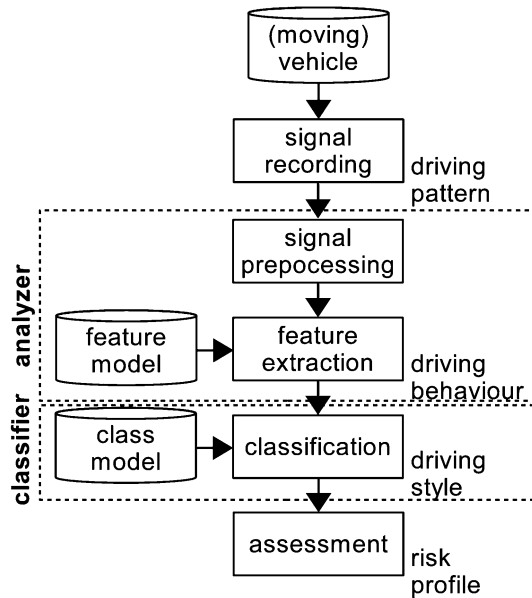 (moving)
vehicle
signal
recording
driving
pattern
signal
prepocessing
analyzer
feature
model
feature
extraction
driving
behaviour
classifier
class
model
classification
driving
style
assessment
risk
profile